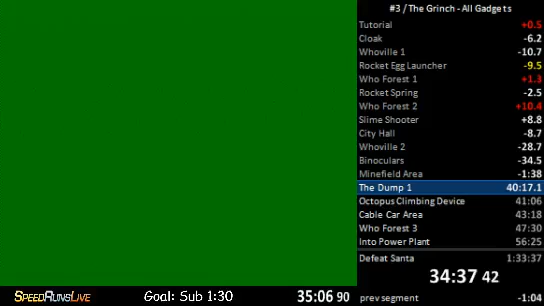 #3 / The Grinch - All Gadgets
Tutorial +0.5
Cloak -6.2
Whoville 1 -10.7
Rocket Egg Launcher -9.5
Who Forest 1 +1.3
Rocket Spring -2.5
Who Forest 2 +10.4
Slime Shooter +8.8
City Hall -8.7
Whoville 2 -28.7
Binoculars -34.5
Minefield Area -1:38
The Dump 1 40:17.1
Octopus Climbing Device 41:06
Cable Car Area 43:18
Who Forest 3 47:30
Into Power Plant 56:25
Defeat Santa 1:33:37
34:37 42
SpeedRunsLive Goal: Sub 1:30 35:06 90
prev segment -1:04